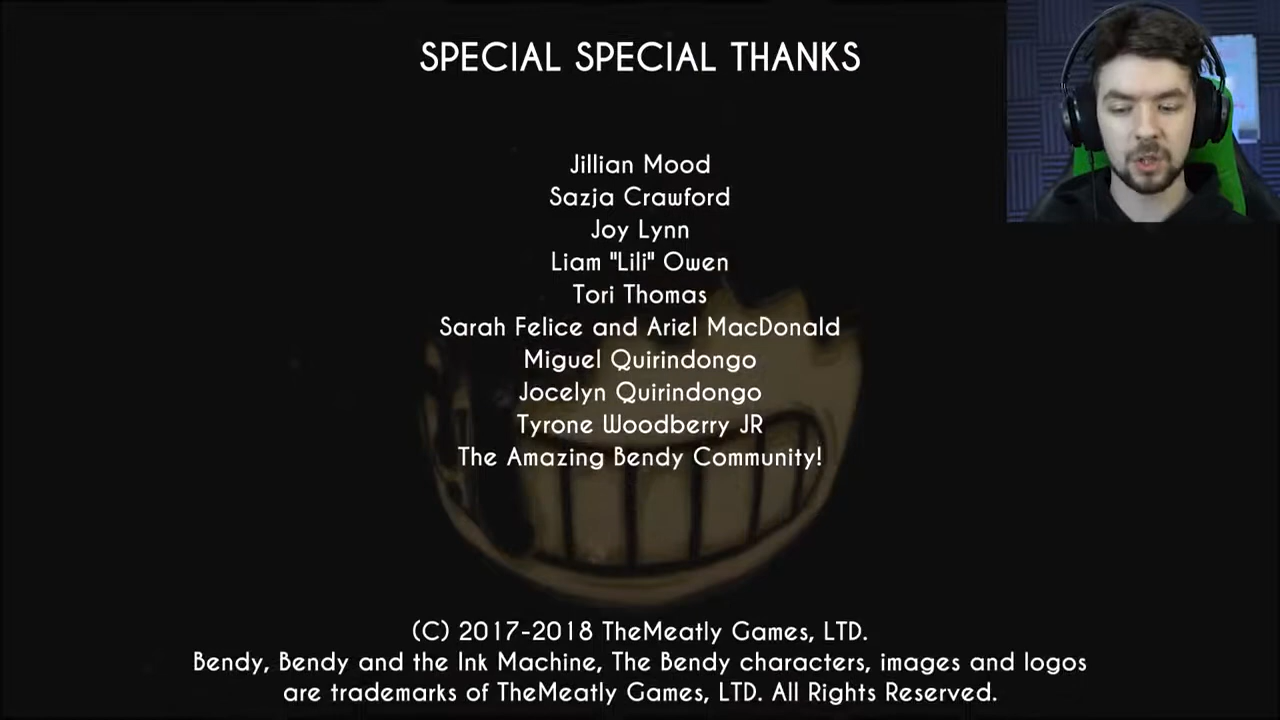 SPECIAL SPECIAL THANKS
Jillian Mood
Sazja Crawford
Joy Lynn
Liam "Lili" Owen
Tori Thomas
Sarah Felice and Ariel MacDonald
Miguel Quirindongo
Jocelyn Quirindongo
Tyrone Woodberry JR
The Amazing Bendy Community!
(C) 2017-2018 TheMeatly Games, LTD.
Bendy, Bendy and the Ink Machine, The Bendy characters, images and logos
are trademarks of TheMeatly Games, LTD. All Rights Reserved.